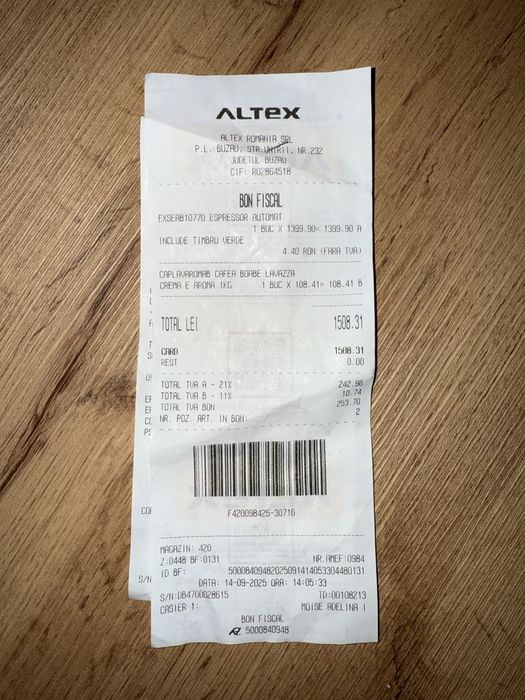 ALTEX
ALTEX ROMANIA SRL
P.L. BUZAU, STR.UNIRII, NR.232
JUDETUL BUZAU
CIF: RO2864518
BON FISCAL
EXSEA810770 ESPRESSOR AUTOMAT
1 BUC X 1399.90= 1399.90 A
INCLUDE TIMBRU VERDE
4.40 RON (FARA TVA)
CAPLAVAROMAB CAFEA BOABE LAVAZZA
CREMA E AROMA 1KG 1 BUC X 108.41= 108.41 B
TOTAL LEI 1508.31
CARD 1508.31
REST 0.00
TOTAL TVA A - 21% 242.96
TOTAL TVA B - 11% 10.74
TOTAL TVA BON 253.70
NR. POZ. ART. IN BON: 2
F420098425-30716
MAGAZIN: 420
Z:0448 BF:0131 NR.AMEF:0984
ID BF: 50008409482025091414053304480131
DATA: 14-09-2025 ORA: 14:05:33
S/N:DB4700028615 TD:00108213
CASIER 1: MOISE ADELINA I
BON FISCAL
5000840948
S/N